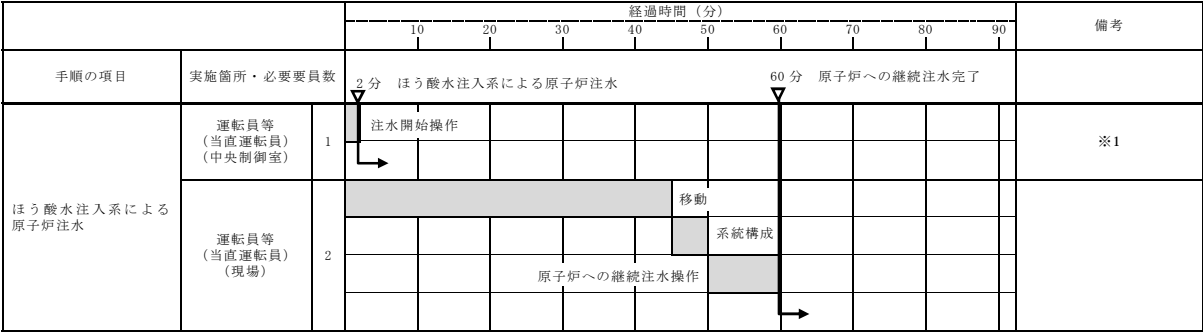 経過時間（分）
備考
10 20 30 40 50 60 70 80 90
手順の項目
実施箇所・必要要員数
2分 ほう酸水注入系による原子炉注水
60分 原子炉への継続注水完了
ほう酸水注入系による
原子炉注水
運転員等
（当直運転員）
（中央制御室）
1
注水開始操作
※1
運転員等
（当直運転員）
（現場）
2
移動
系統構成
原子炉への継続注水操作